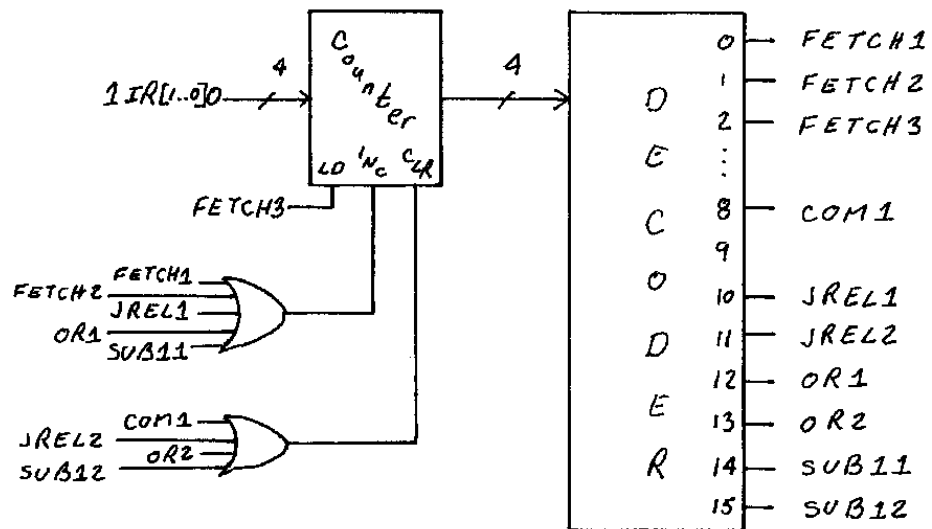 0 FETCH1
1 FETCH2
2 FETCH3
⋮
8 COM1
9
10 JREL1
11 JREL2
12 OR1
13 OR2
14 SUB11
15 SUB12
DECODER
4
4
Counter
1IR[1..0]0
LD INC CLR
FETCH3
FETCH1
FETCH2
JREL1
OR1
SUB11
COM1
JREL2
OR2
SUB12